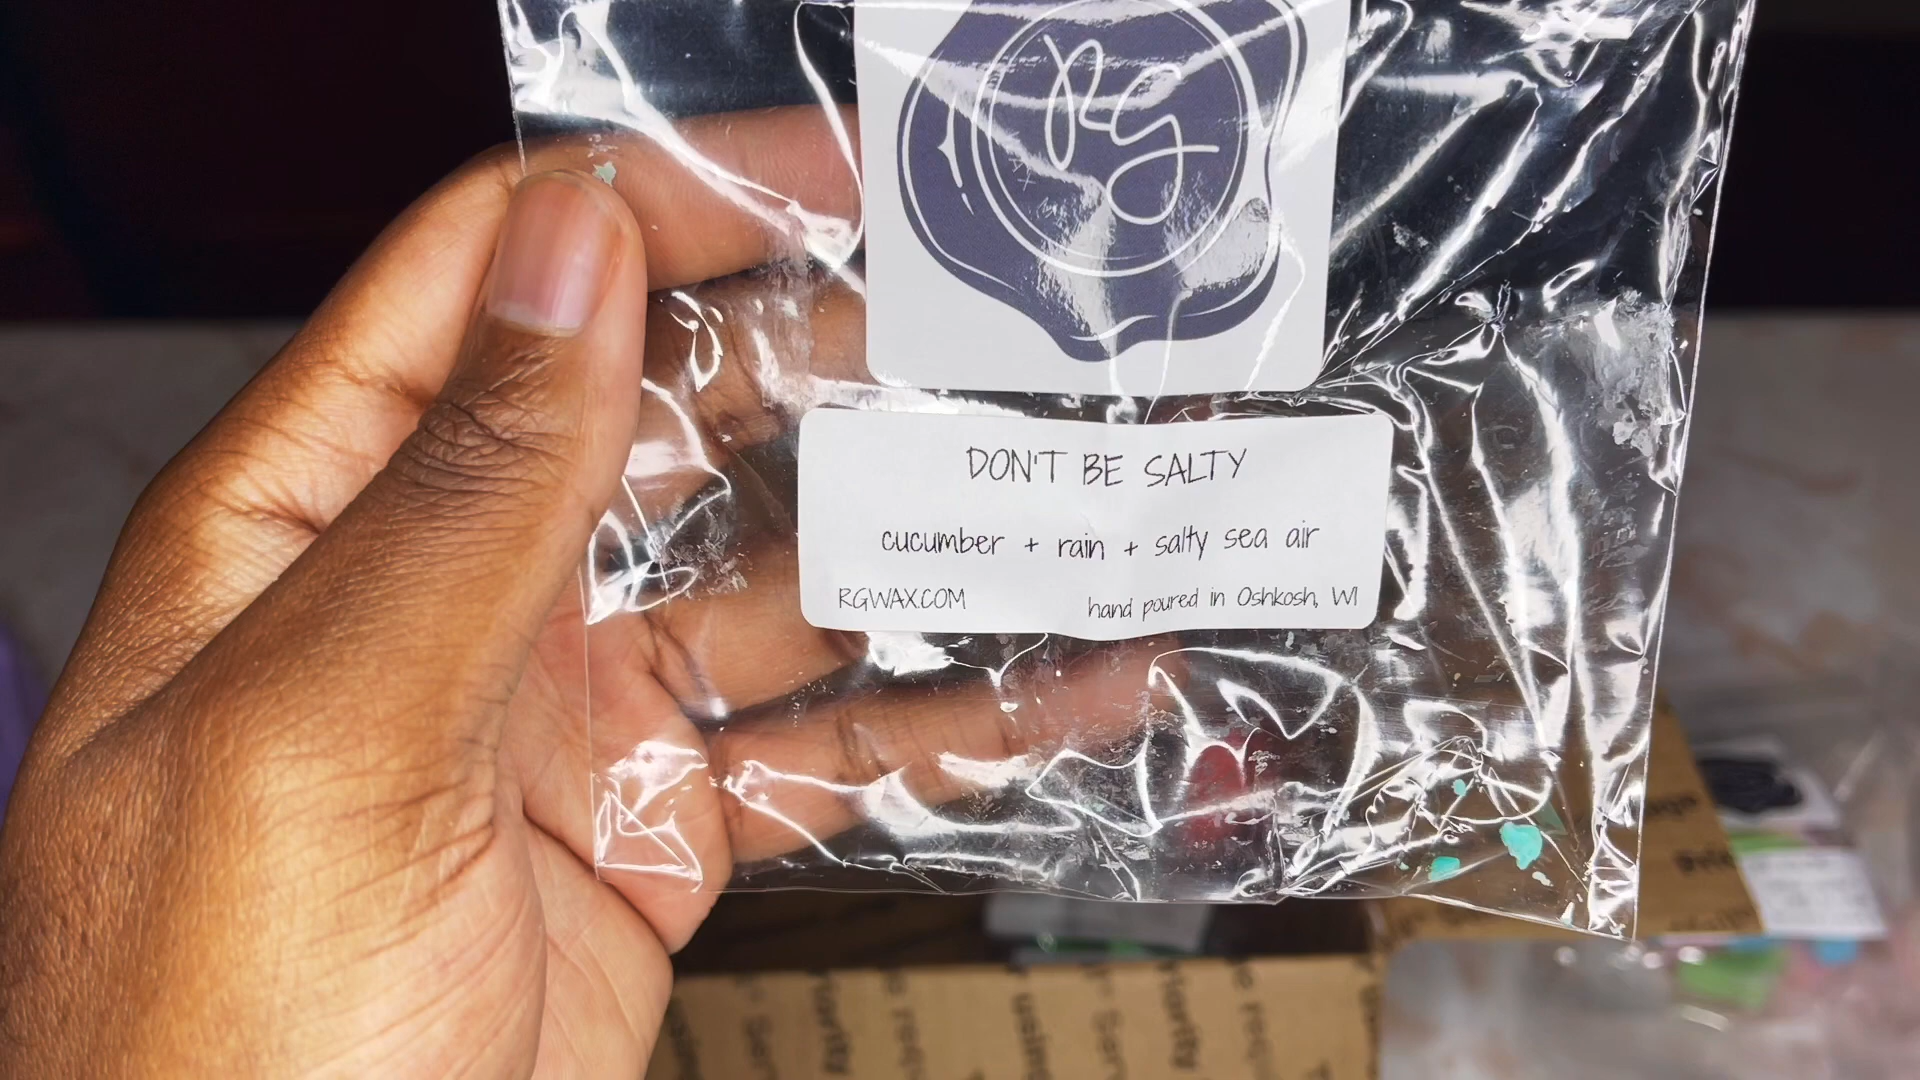 RG
DON'T BE SALTY
cucumber + rain + salty sea air
RGWAX.COM
hand poured in Oshkosh, WI